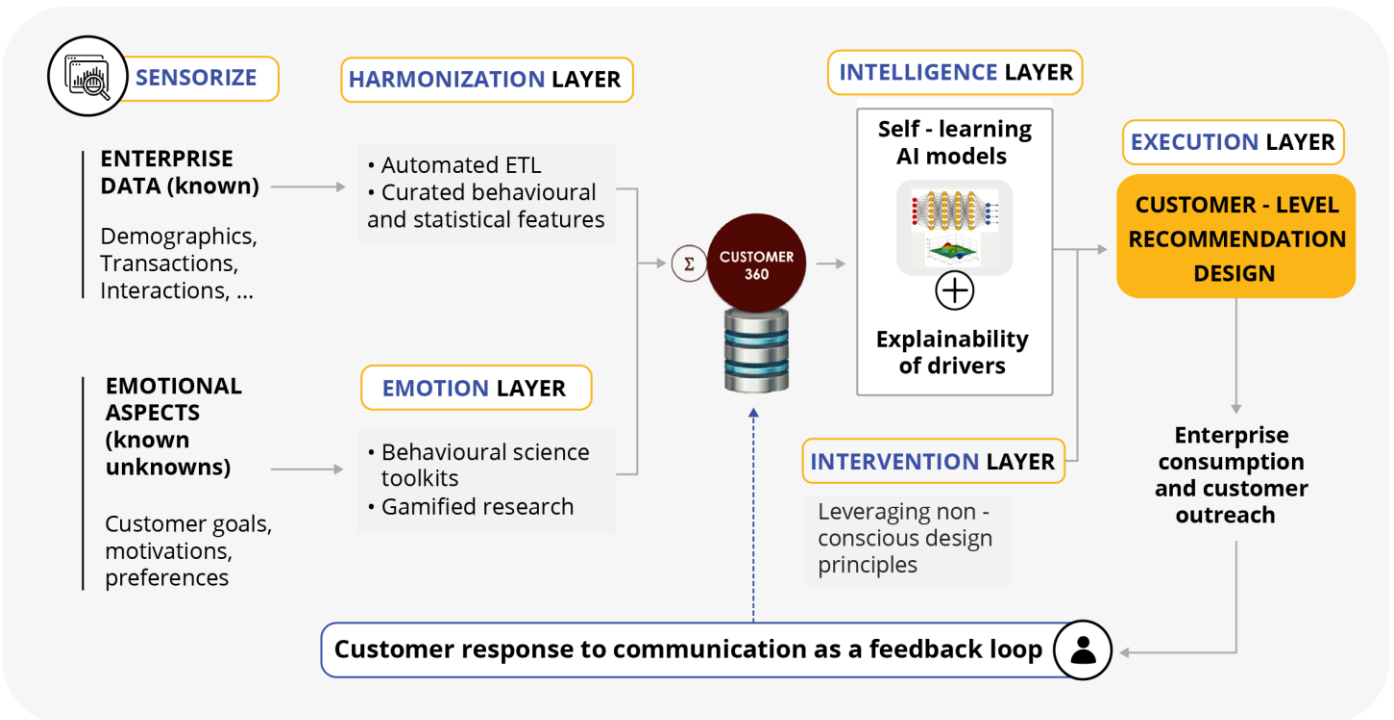 SENSORIZE
ENTERPRISE
DATA (known)
Demographics,
Transactions,
Interactions, ...
EMOTIONAL
ASPECTS
(known
unknowns)
Customer goals,
motivations,
preferences
HARMONIZATION LAYER
• Automated ETL
• Curated behavioural
and statistical features
EMOTION LAYER
• Behavioural science
toolkits
• Gamified research
Σ
CUSTOMER
360
INTELLIGENCE LAYER
Self - learning
AI models
Explainability
of drivers
INTERVENTION LAYER
Leveraging non -
conscious design
principles
EXECUTION LAYER
CUSTOMER - LEVEL
RECOMMENDATION
DESIGN
Enterprise
consumption
and customer
outreach
Customer response to communication as a feedback loop